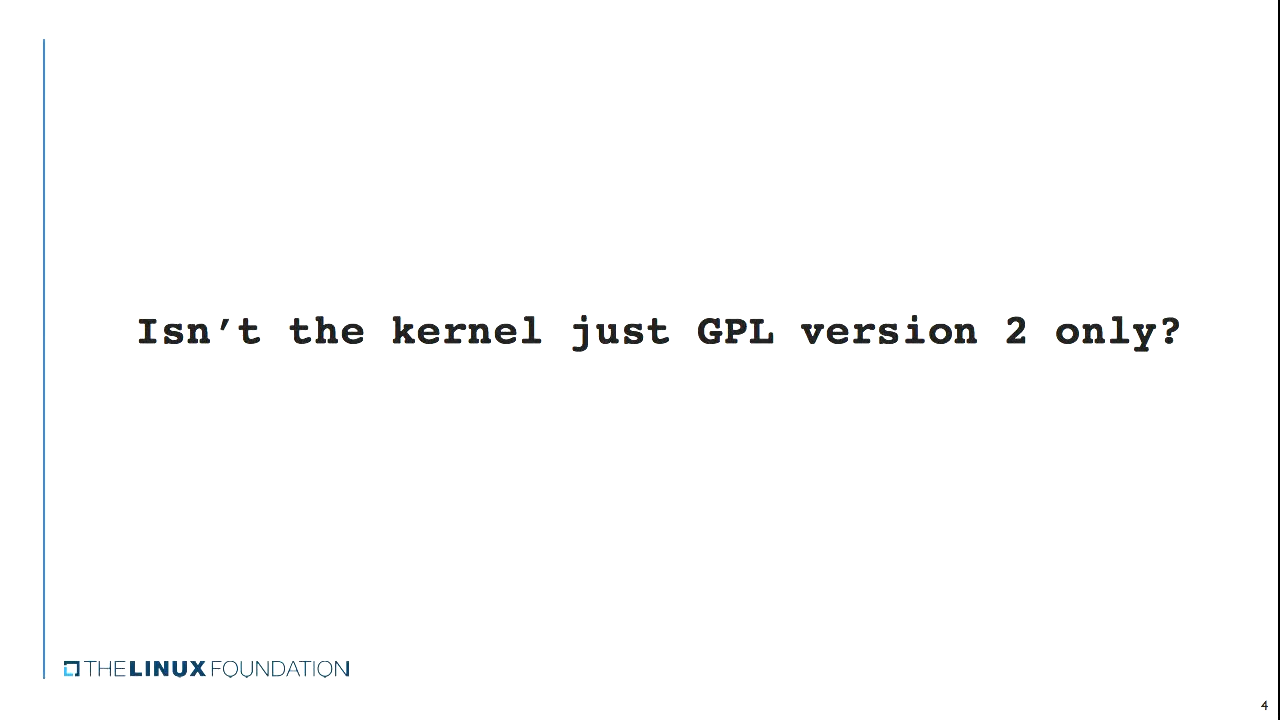 Isn’t the kernel just GPL version 2 only?
THE LINUX FOUNDATION
4